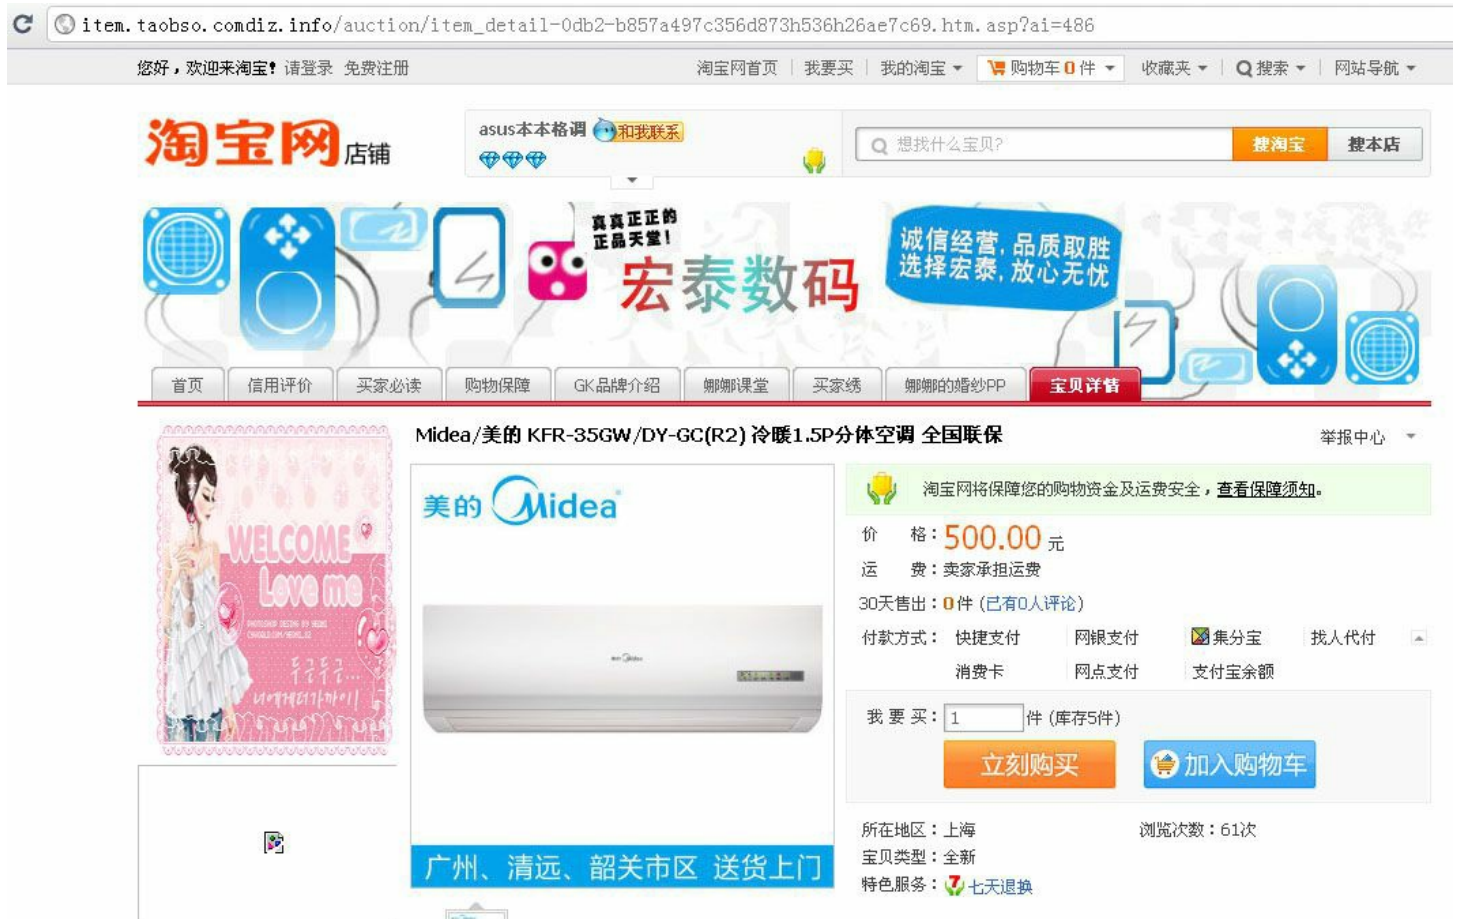 item.taobso.comdiz.info/auction/item_detail-0db2-b857a497c356d873h536h26ae7c69.htm.asp?ai=486
您好，欢迎来淘宝！请登录 免费注册
淘宝网首页 我要买 我的淘宝 购物车0件 收藏夹 搜索 网站导航
淘宝网店铺
asus本本格调 和我联系
想找什么宝贝?
搜淘宝 搜本店
真真正正的
正品天堂!
宏泰数码
诚信经营,品质取胜
选择宏泰,放心无忧
首页 信用评价 买家必读 购物保障 GK品牌介绍 娜娜课堂 买家绣 娜娜的婚纱PP 宝贝详情
Midea/美的 KFR-35GW/DY-GC(R2) 冷暖1.5P分体空调 全国联保
举报中心
WELCOME
Love me
두근두근...
너에게터가까이!
美的 Midea
广州、清远、韶关市区 送货上门
淘宝网将保障您的购物资金及运费安全，查看保障须知。
价 格：500.00 元
运 费：卖家承担运费
30天售出：0件 (已有0人评论)
付款方式： 快捷支付 网银支付 集分宝 找人代付
消费卡 网点支付 支付宝余额
我 要 买： 1 件 (库存5件)
立刻购买 加入购物车
所在地区：上海 浏览次数：61次
宝贝类型：全新
特色服务： 7 七天退换